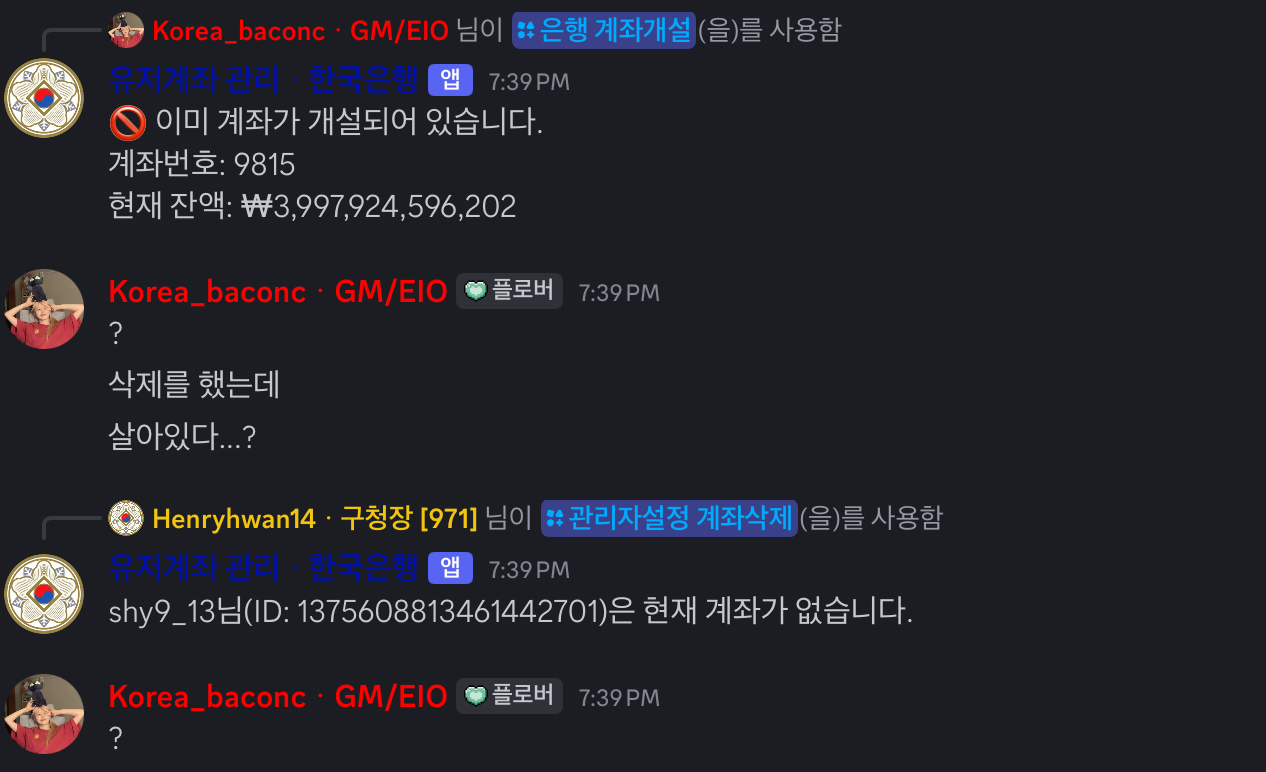 Korea_baconc · GM/EIO 님이 은행 계좌개설(을)를 사용함
유저계좌 관리 · 한국은행 앱 7:39 PM
🚫 이미 계좌가 개설되어 있습니다.
계좌번호: 9815
현재 잔액: ₩3,997,924,596,202
Korea_baconc · GM/EIO 플로버 7:39 PM
?
삭제를 했는데
살아있다...?
Henryhwan14 · 구청장 [971] 님이 관리자설정 계좌삭제(을)를 사용함
유저계좌 관리 · 한국은행 앱 7:39 PM
shy9_13님(ID: 1375608813461442701)은 현재 계좌가 없습니다.
Korea_baconc · GM/EIO 플로버 7:39 PM
?